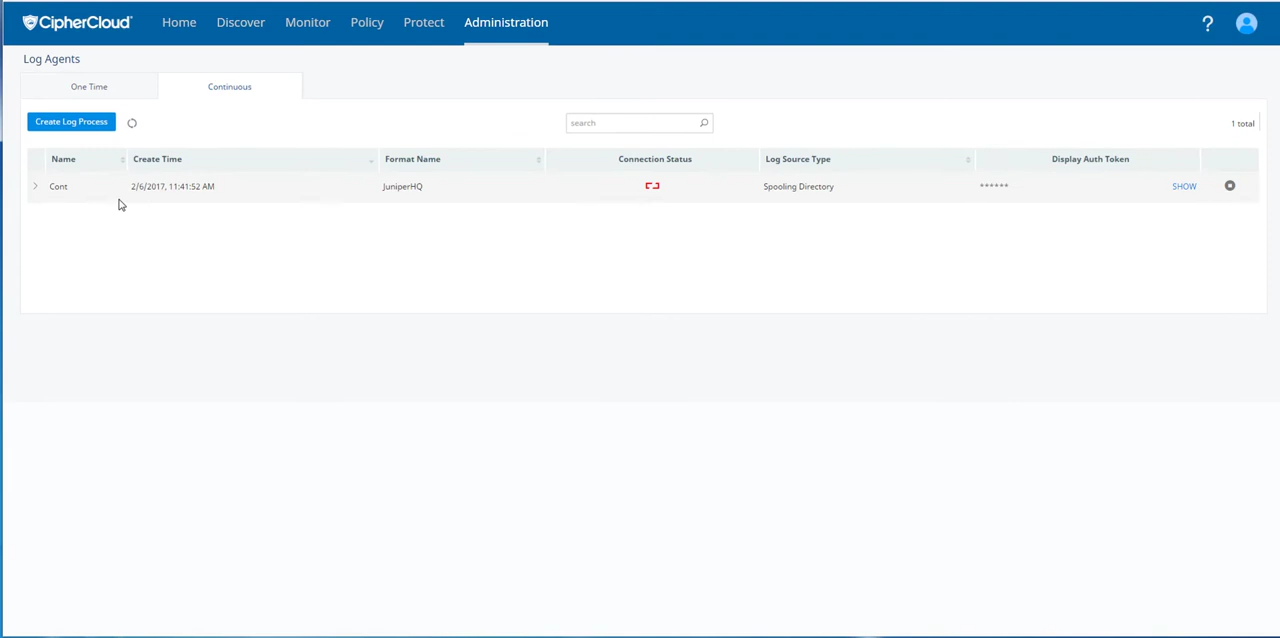 CipherCloud Home Discover Monitor Policy Protect Administration ?
Log Agents
One Time Continuous
Create Log Process search 1 total
Name Create Time Format Name Connection Status Log Source Type Display Auth Token
Cont 2/6/2017, 11:41:52 AM JuniperHQ Spooling Directory ****** SHOW